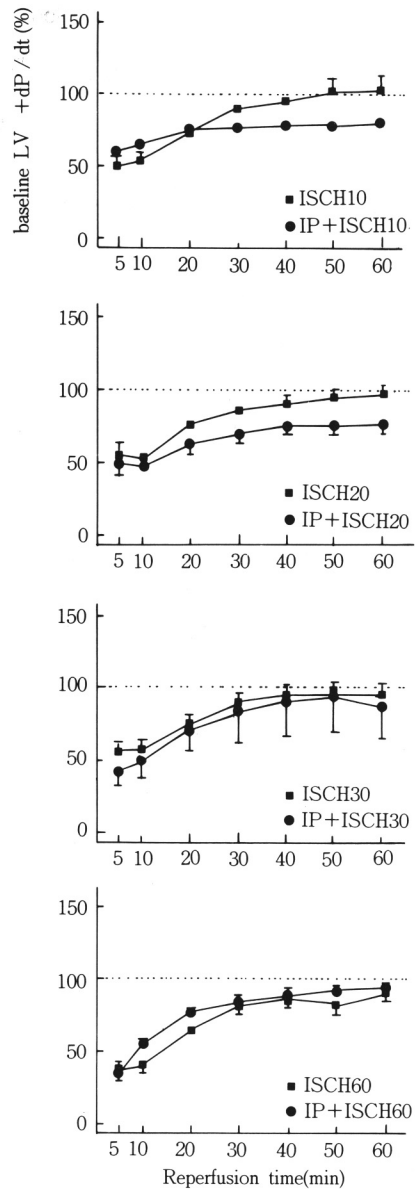 baseline LV +dP / dt (%)
150
100
50
0
■ISCH10
●IP+ISCH10
5 10 20 30 40 50 60
150
100
50
0
■ISCH20
●IP+ISCH20
5 10 20 30 40 50 60
150
100
50
0
■ISCH30
●IP+ISCH30
5 10 20 30 40 50 60
150
100
50
0
■ISCH60
●IP+ISCH60
5 10 20 30 40 50 60
Reperfusion time(min)